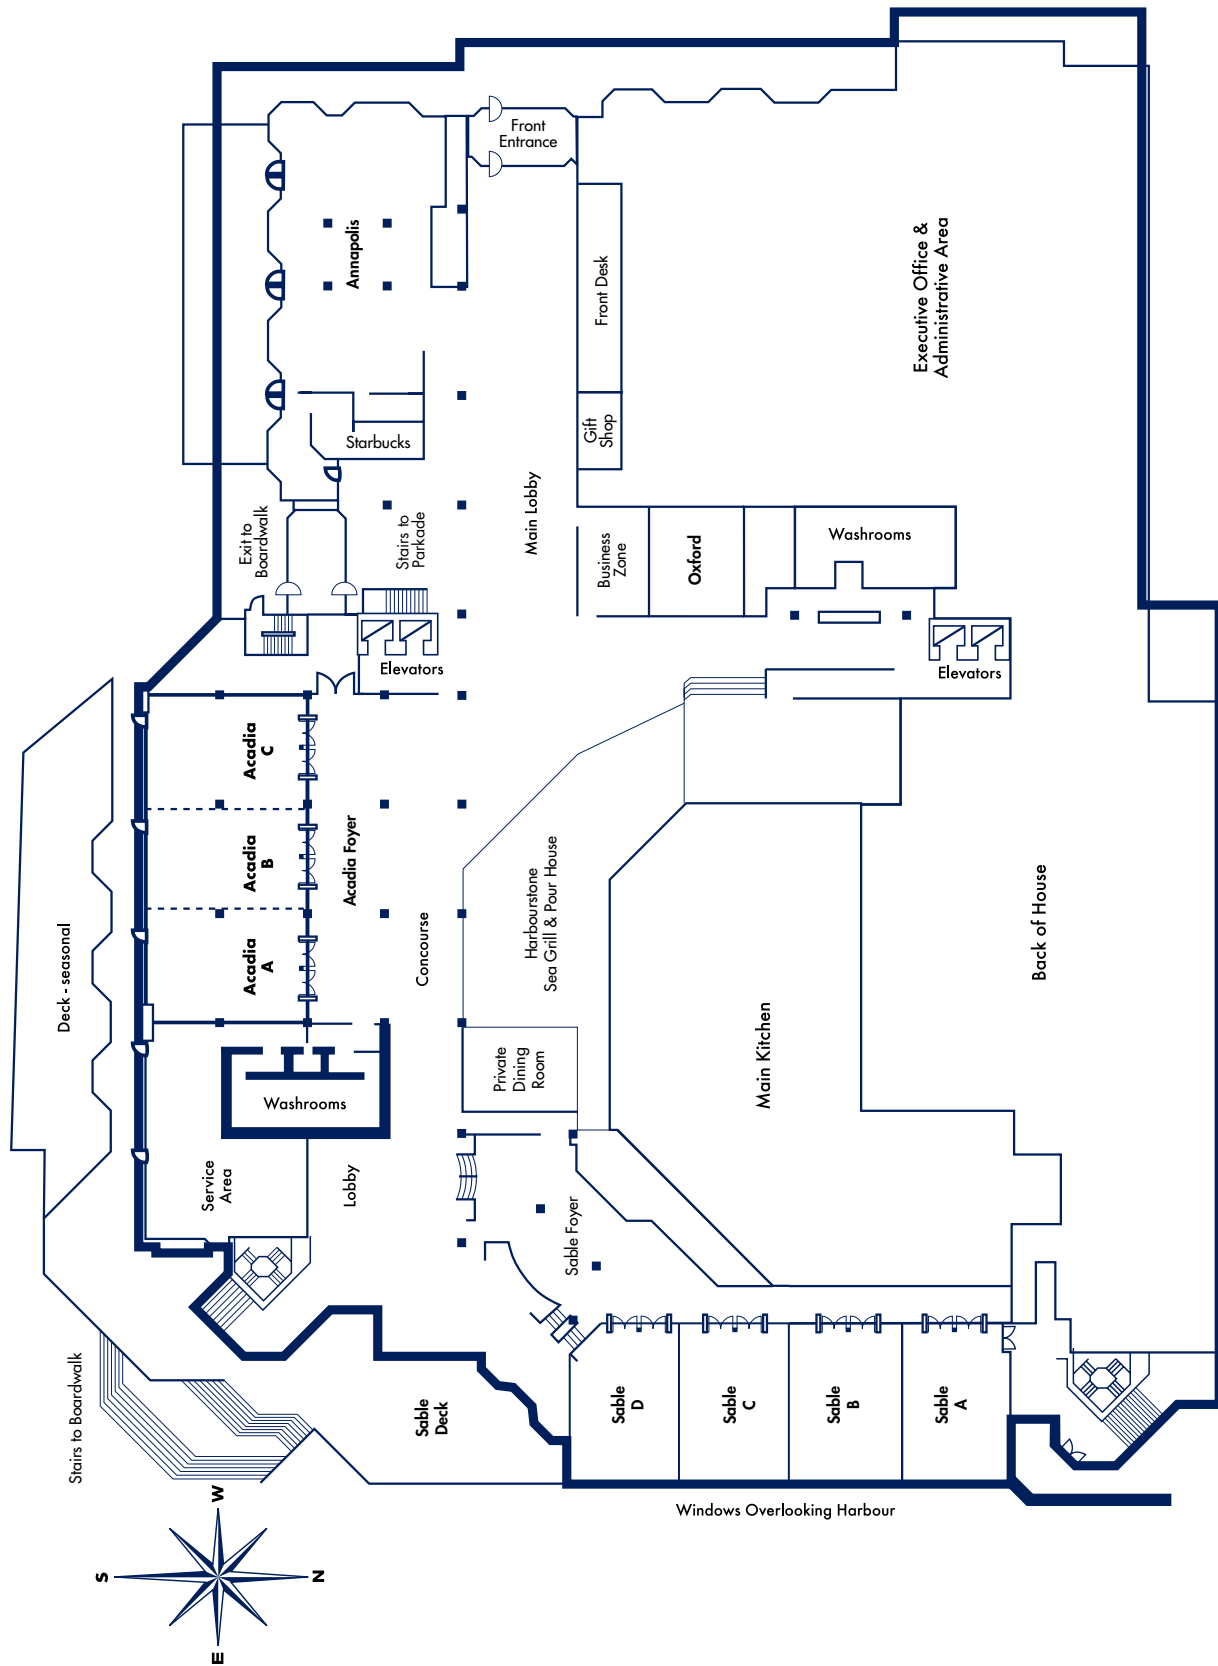 Front
Entrance
Annapolis
Front Desk
Executive Office &
Administrative Area
Starbucks
Gift
Shop
Exit to
Boardwalk
Stairs to
Parkade
Main Lobby
Business
Zone
Oxford
Washrooms
Elevators
Elevators
Acadia
C
Acadia
B
Acadia
A
Acadia Foyer
Concourse
Harbourstone
Sea Grill & Pour House
Deck - seasonal
Back of House
Main Kitchen
Private
Dining
Room
Washrooms
Service
Area
Lobby
Sable Foyer
Stairs to Boardwalk
Sable
Deck
Sable
D
Sable
C
Sable
B
Sable
A
Windows Overlooking Harbour
W
S
N
E